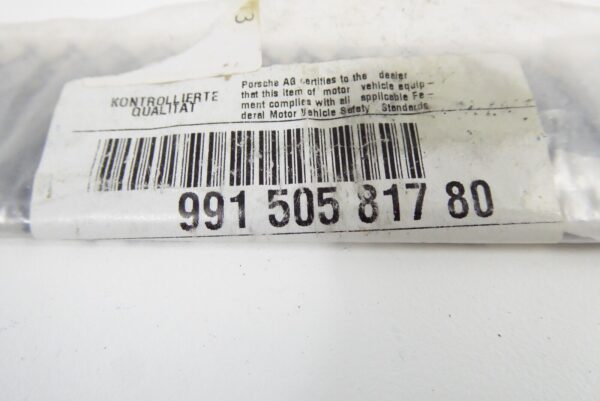 3
KONTROLLIERTE
QUALITÄT
Porsche AG certifies to the dealer
that this item of motor vehicle equip-
ment complies with all applicable Fe-
deral Motor Vehicle Safety Standards
991 505 817 80